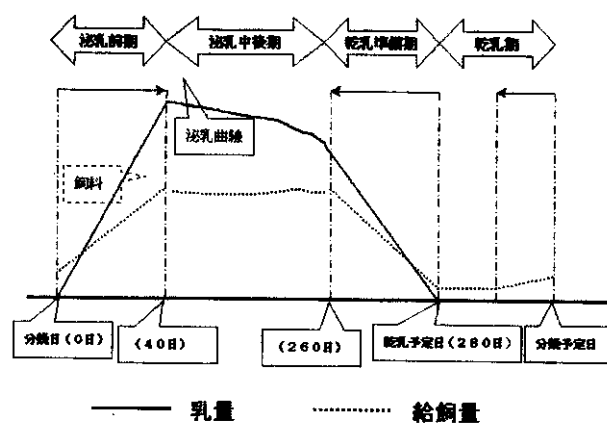 泌乳前期 泌乳中後期 乾乳準備期 乾乳期
泌乳曲線
飼料
分娩日(0日) (40日) (260日) 乾乳予定日(280日) 分娩予定日
乳量 給飼量